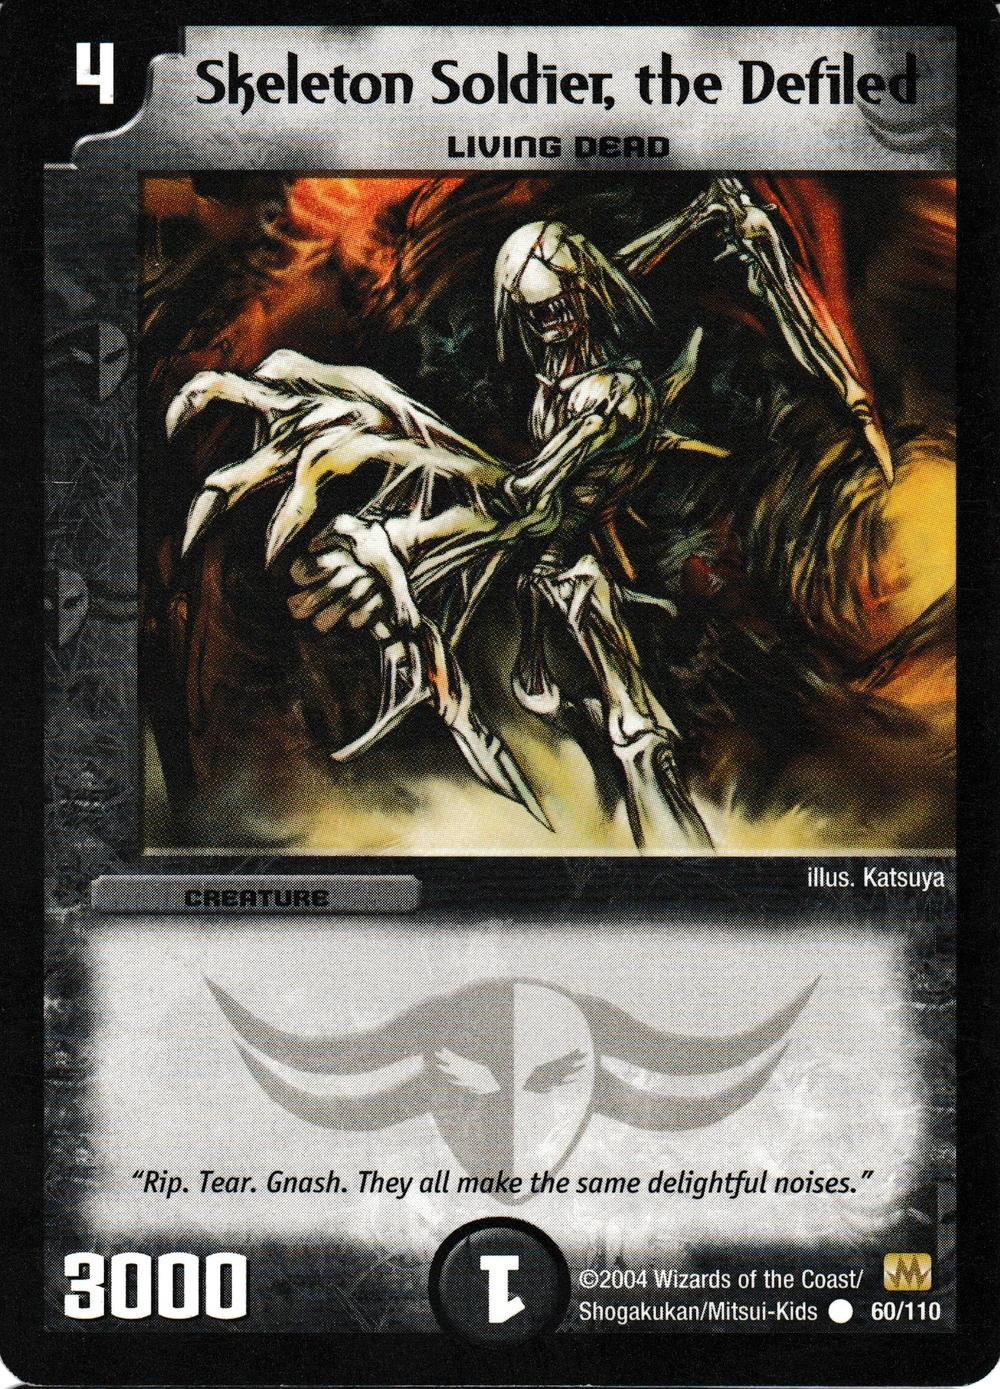 4
Skeleton Soldier, the Defiled
LIVING DEAD
illus. Katsuya
CREATURE
“Rip. Tear. Gnash. They all make the same delightful noises.”
3000
1
©2004 Wizards of the Coast/
Shogakukan/Mitsui-Kids
60/110